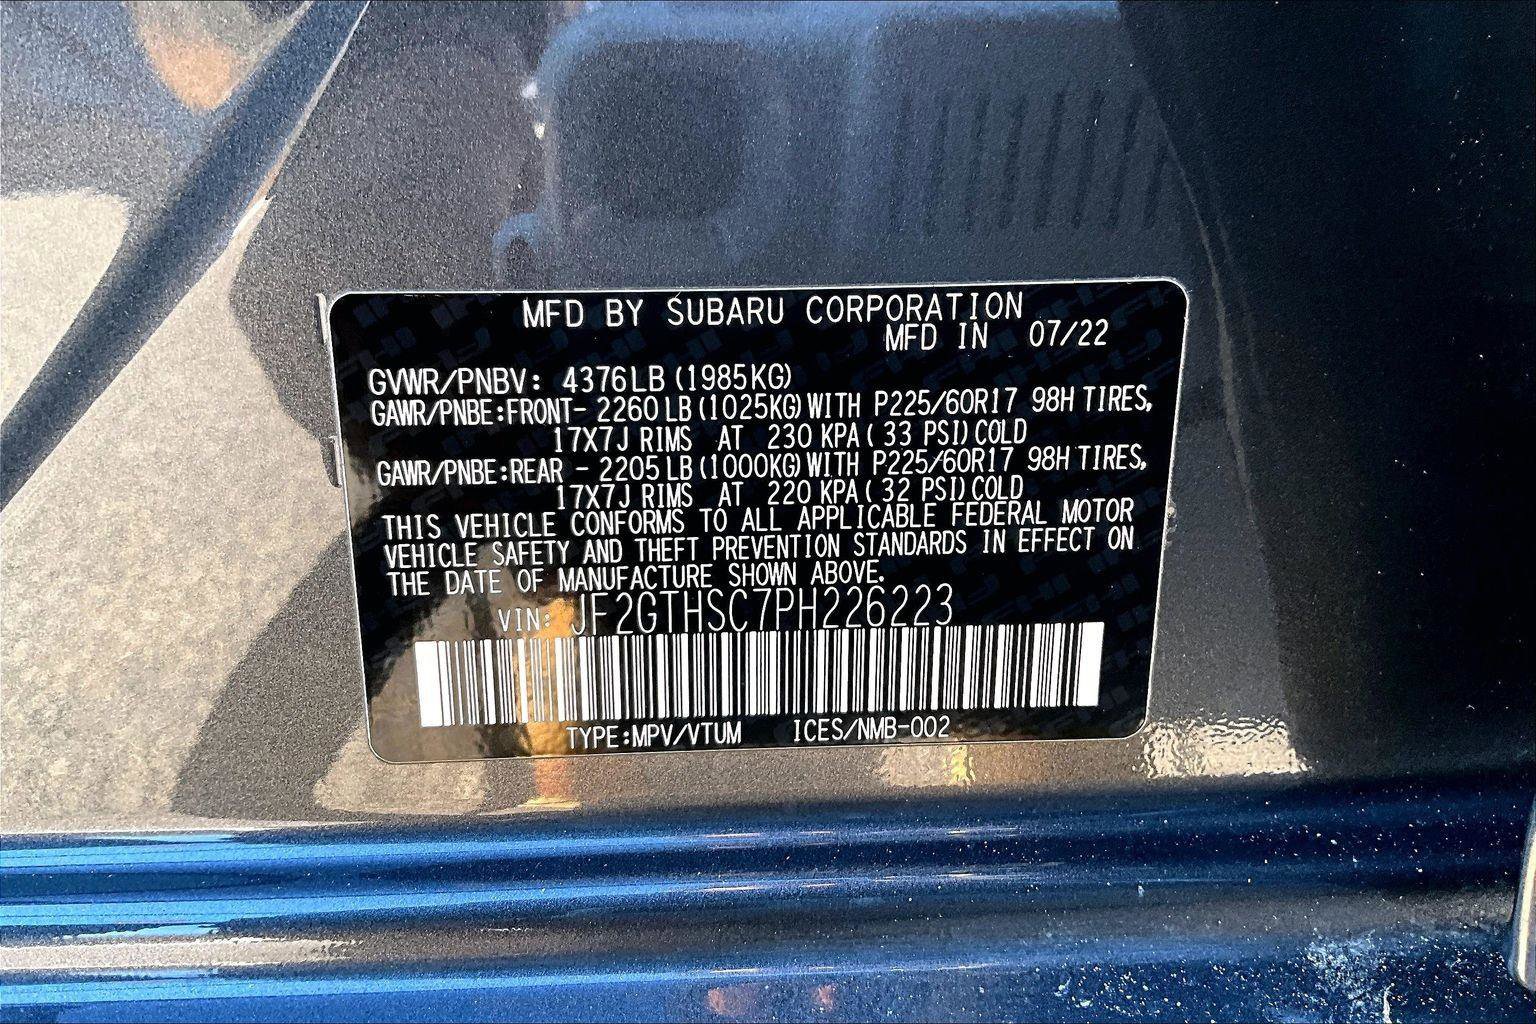 MFD BY SUBARU CORPORATION
MFD IN 07/22
GVWR/PNBV: 4376LB (1985KG)
GAWR/PNBE:FRONT- 2260 LB (1025KG) WITH P225/60R17 98H TIRES,
17X7J RIMS AT 230 KPA ( 33 PSI) COLD
GAWR/PNBE:REAR - 2205 LB (1000KG) WITH P225/60R17 98H TIRES,
17X7J RIMS AT 220 KPA ( 32 PSI) COLD
THIS VEHICLE CONFORMS TO ALL APPLICABLE FEDERAL MOTOR
VEHICLE SAFETY AND THEFT PREVENTION STANDARDS IN EFFECT ON
THE DATE OF MANUFACTURE SHOWN ABOVE.
VIN: JF2GTHSC7PH226223
TYPE:MPV/VTUM ICES/NMB-002